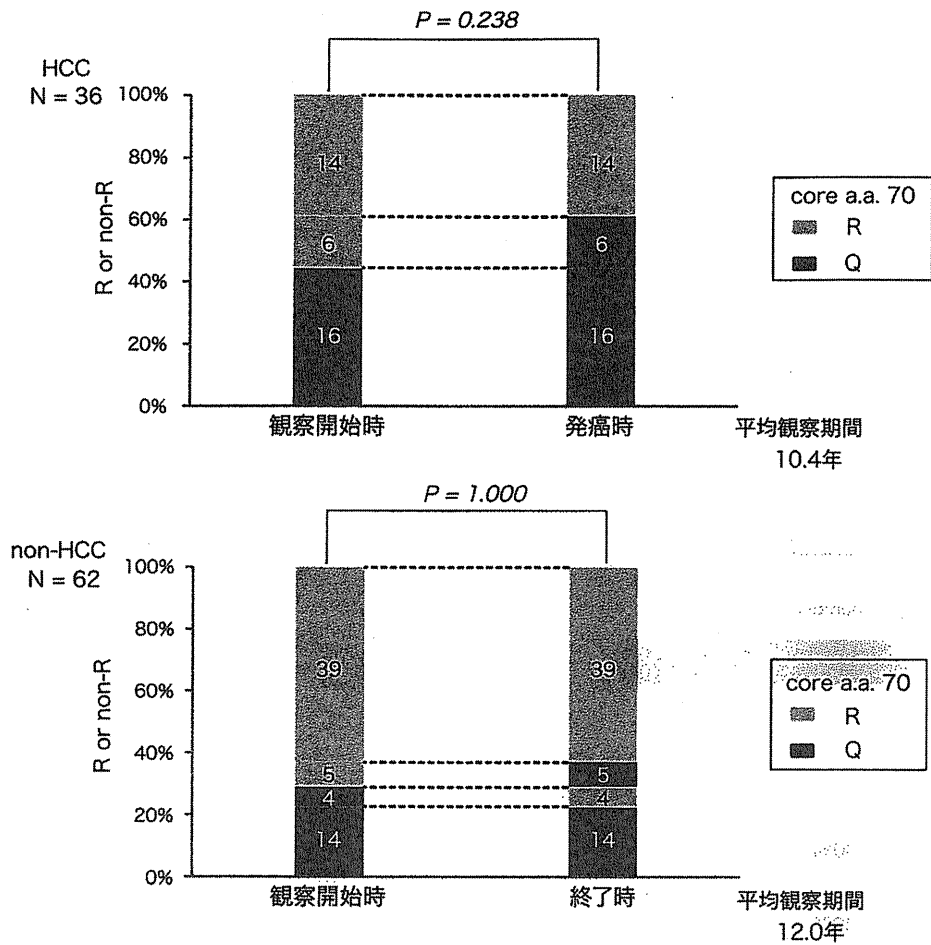 P = 0.238
HCC
N = 36
100%
80%
60%
40%
20%
0%
R or non-R
14
6
16
14
6
16
core a.a. 70
R
Q
観察開始時
発癌時
平均観察期間
10.4年
P = 1.000
non-HCC
N = 62
100%
80%
60%
40%
20%
0%
R or non-R
39
5
4
14
39
5
4
14
core a.a. 70
R
Q
観察開始時
終了時
平均観察期間
12.0年